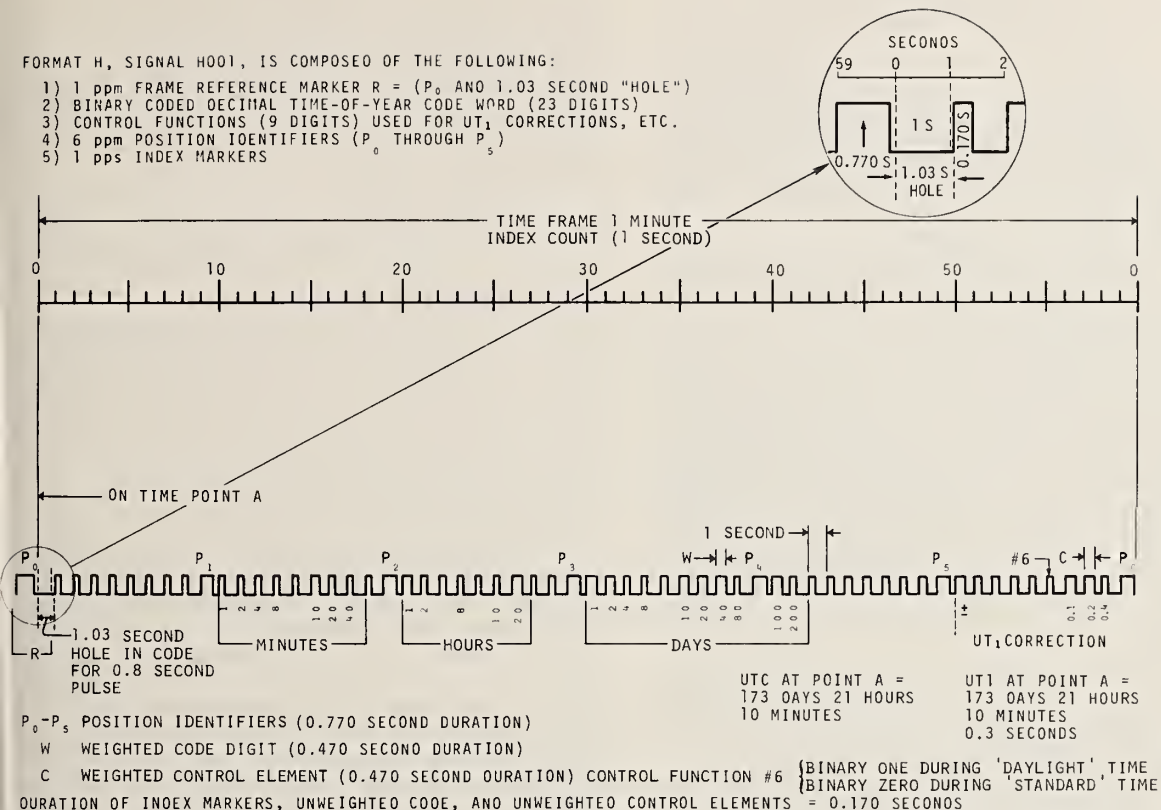 FORMAT H, SIGNAL HOO1, IS COMPOSEO OF THE FOLLOWING:
1) 1 ppm FRAME REFERENCE MARKER R = (P₀ ANO 1.03 SECOND "HOLE")
2) BINARY CODED OECIMAL TIME-OF-YEAR CODE WORD (23 DIGITS)
3) CONTROL FUNCTIONS (9 DIGITS) USED FOR UT₁ CORRECTIONS, ETC.
4) 6 ppm POSITION IOENTIFIERS (P₀ THROUGH P₅)
5) 1 pps INDEX MARKERS
SECONOS
59 0 1 2
1 S
0.170 S
0.770 S
1.03 S
HOLE
TIME FRAME 1 MINUTE
INDEX COUNT (1 SECOND)
0 10 20 30 40 50 0
ON TIME POINT A
1 SECOND
P₀ P₁ P₂ P₃ W P₄ P₅ #6 C P
1 2 4 8 10 20 40 1 2 8 10 20 1 2 4 8 10 20 40 80 100 200 ± 0.1 0.2 0.4
R
1.03 SECOND
HOLE IN CODE
FOR 0.8 SECOND
PULSE
MINUTES HOURS DAYS UT₁CORRECTION
UTC AT POINT A =
173 OAYS 21 HOURS
10 MINUTES
UT1 AT POINT A =
173 OAYS 21 HOURS
10 MINUTES
0.3 SECONDS
P₀-P₅ POSITION IDENTIFIERS (0.770 SECOND DURATION)
W WEIGHTED CODE DIGIT (0.470 SECONO DURATION)
C WEIGHTED CONTROL ELEMENT (0.470 SECOND OURATION) CONTROL FUNCTION #6 {BINARY ONE DURING 'DAYLIGHT' TIME
{BINARY ZERO DURING 'STANDARD' TIME
OURATION OF INOEX MARKERS, UNWEIGHTEO COOE, AND UNWEIGHTED CONTROL ELEMENTS = 0.170 SECONOS